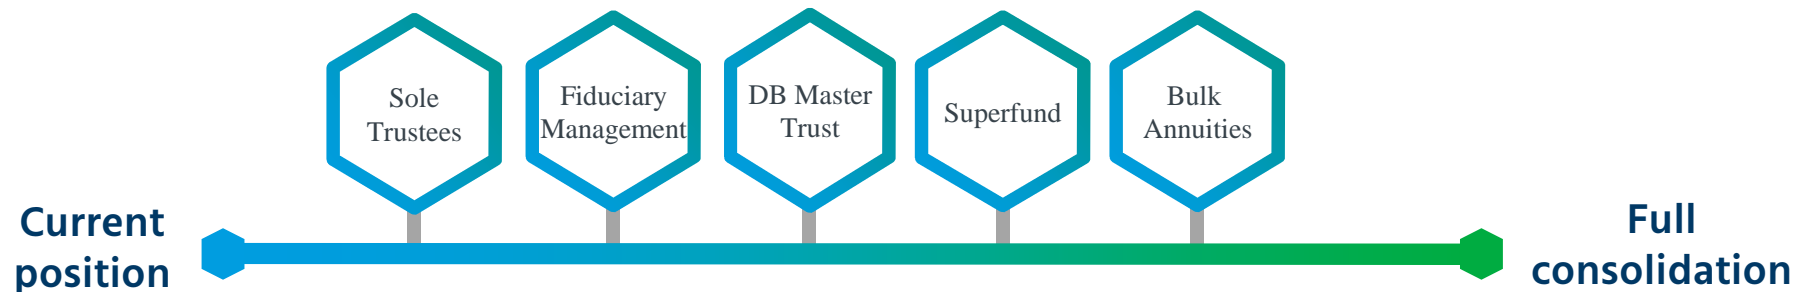 Sole
Trustees
Fiduciary
Management
DB Master
Trust
Superfund
Bulk
Annuities
Current
position
Full
consolidation